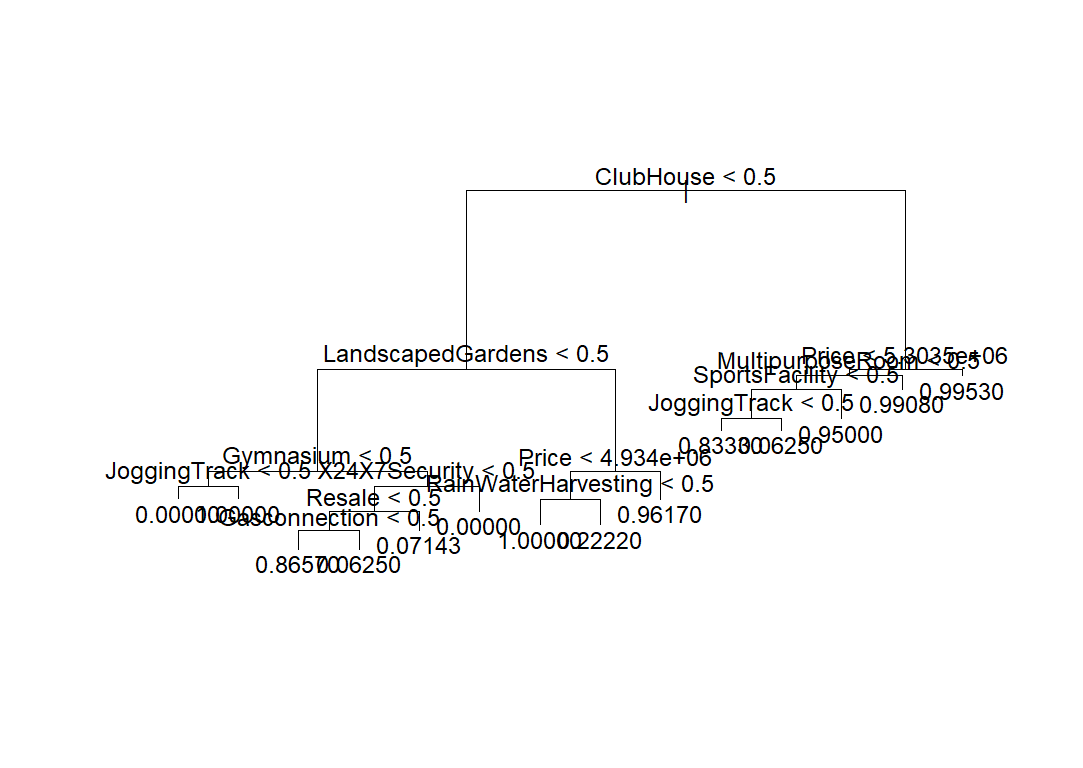 ClubHouse < 0.5
LandscapedGardens < 0.5
Price < 5.3035e+06
MultipurposeRoom < 0.5
SportsFacility < 0.5
0.99530
JoggingTrack < 0.5
0.99080
0.83330
0.06250
0.95000
Gymnasium < 0.5
Price < 4.934e+06
JoggingTrack < 0.5
X24X7Security < 0.5
RainWaterHarvesting < 0.5
Resale < 0.5
0.00000
1.00000
Gasconnection < 0.5
0.00000
0.96170
0.07143
1.00000
0.22220
0.86570
0.06250